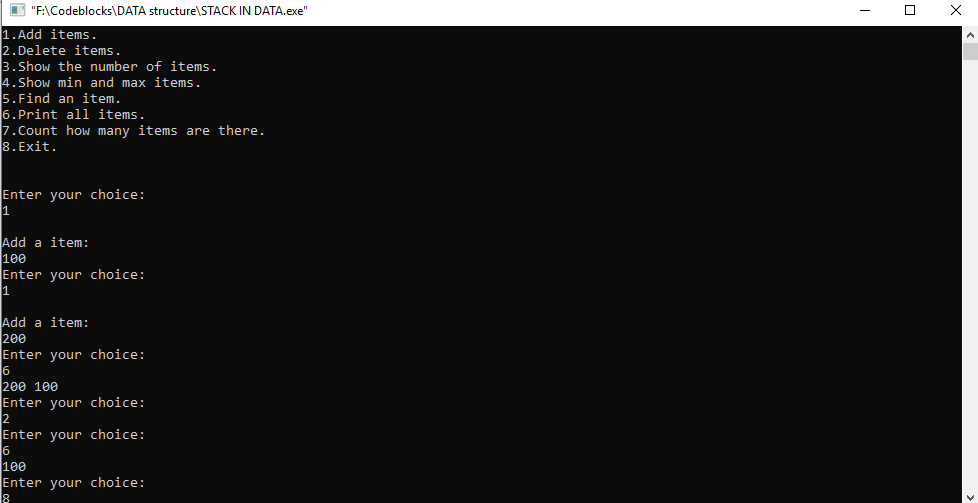 "F:\Codeblocks\DATA structure\STACK IN DATA.exe"
1.Add items.
2.Delete items.
3.Show the number of items.
4.Show min and max items.
5.Find an item.
6.Print all items.
7.Count how many items are there.
8.Exit.
Enter your choice:
1
Add a item:
100
Enter your choice:
1
Add a item:
200
Enter your choice:
6
200 100
Enter your choice:
2
Enter your choice:
6
100
Enter your choice:
8